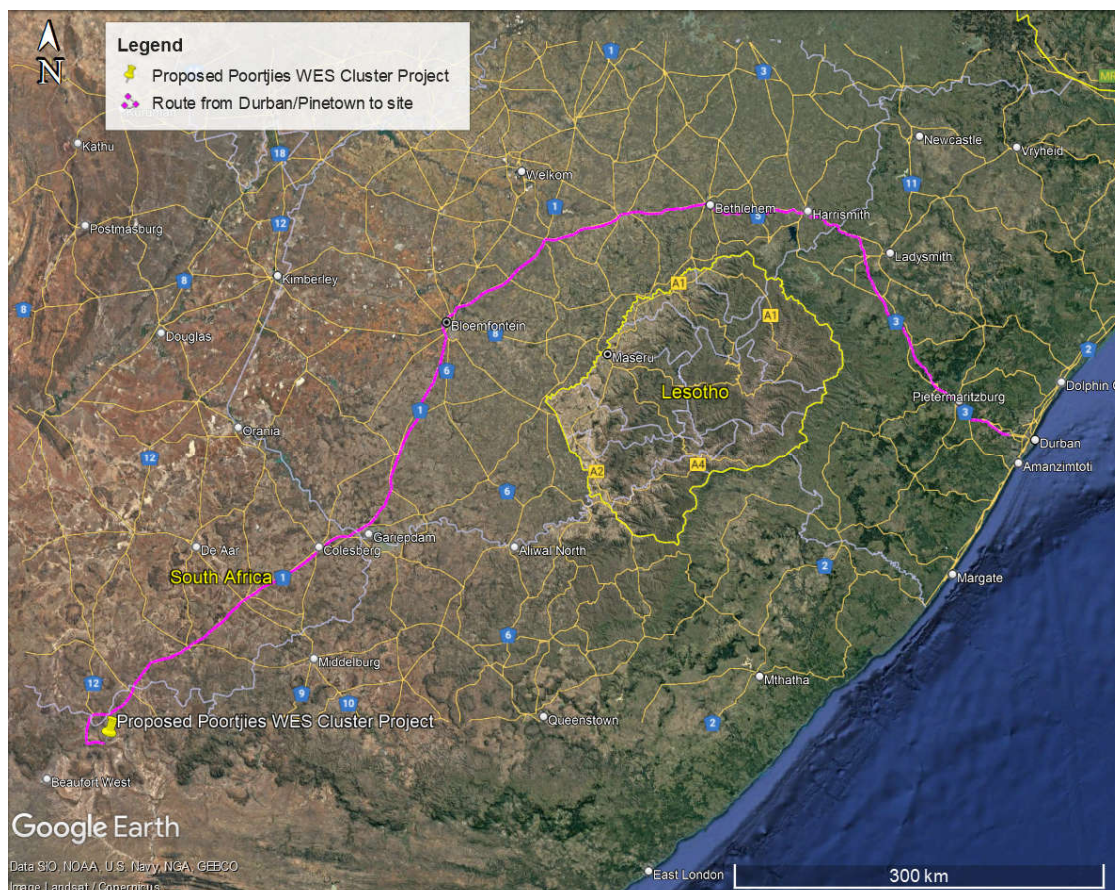 N
Legend
Proposed Poortjies WES Cluster Project
Route from Durban/Pinetown to site
1
3
MR
Kathu
18
Newcastle
Vryheid
Welkom
11
1
Bethlehem
5
Harrismith
Postmasburg
12
Ladysmith
Kimberley
8
8
A1
A1
3
Bloemfontein
8
Douglas
2
Maseru
6
Dolphin C
Lesotho
Pietermaritzburg
3
1
Orania
Durban
12
A2
A4
Amanzimtoti
6
Gariepdam
De Aar
Colesberg
Aliwal North
South Africa
1
2
Margate
6
Middelburg
Mthatha
12
9
10
Proposed Poortjies WES Cluster Project
Queenstown
2
Beaufort West
Google Earth
Data SIO, NOAA, U.S. Navy, NGA, GEBCO
Image Landsat / Copernicus
East London
300 km